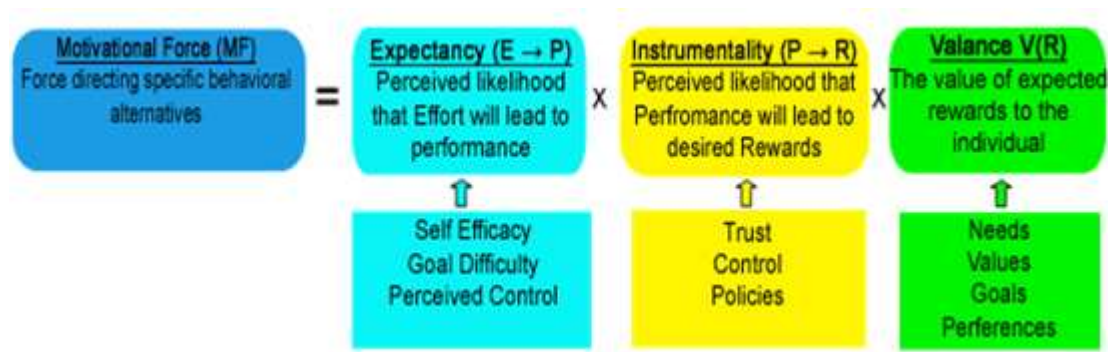 Motivational Force (MF)
Force directing specific behavioral
alternatives
=
Expectancy (E → P)
Perceived likelihood
that Effort will lead to
performance
x
Instrumentality (P → R)
Perceived likelihood that
Perfromance will lead to
desired Rewards
x
Valance V(R)
The value of expected
rewards to the
individual
Self Efficacy
Goal Difficulty
Perceived Control
Trust
Control
Policies
Needs
Values
Goals
Perferences